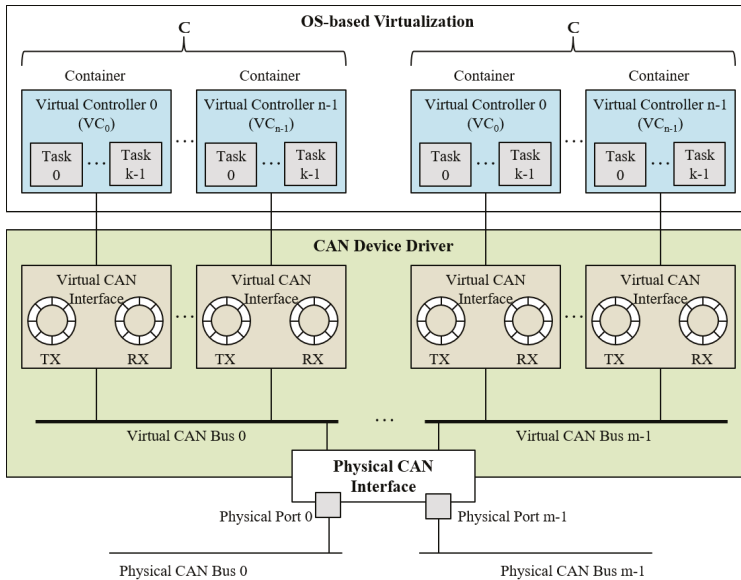 OS-based Virtualization
C
C
Container
Container
Container
Container
Virtual Controller 0
(VC0)
Virtual Controller n-1
(VCn-1)
Virtual Controller 0
(VC0)
Virtual Controller n-1
(VCn-1)
Task
0
...
Task
k-1
...
Task
0
...
Task
k-1
Task
0
...
Task
k-1
...
Task
0
...
Task
k-1
CAN Device Driver
Virtual CAN
Interface
TX
RX
...
Virtual CAN
Interface
TX
RX
Virtual CAN
Interface
TX
RX
...
Virtual CAN
Interface
TX
RX
Virtual CAN Bus 0
...
Virtual CAN Bus m-1
Physical CAN
Interface
Physical Port 0
Physical Port m-1
Physical CAN Bus 0
Physical CAN Bus m-1